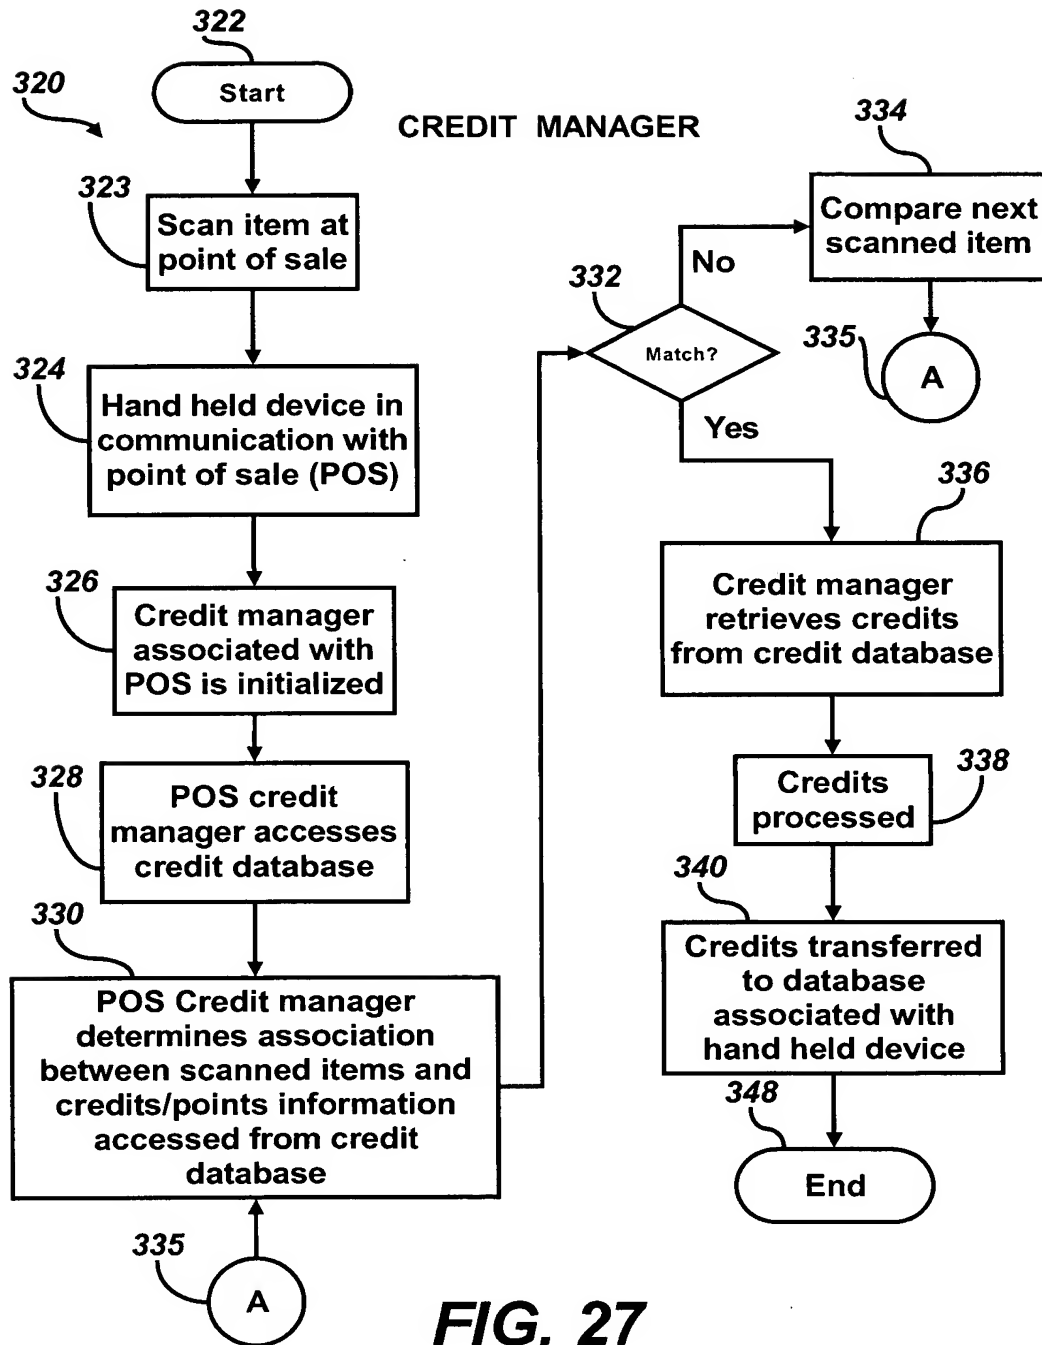 322
Start
320
CREDIT MANAGER
323
Scan item at
point of sale
324
Hand held device in
communication with
point of sale (POS)
326
Credit manager
associated with
POS is initialized
328
POS credit
manager accesses
credit database
330
POS Credit manager
determines association
between scanned items and
credits/points information
accessed from credit
database
335
A
332
Match?
No
Yes
334
Compare next
scanned item
335
A
336
Credit manager
retrieves credits
from credit database
338
Credits
processed
340
Credits transferred
to database
associated with
hand held device
348
End
FIG. 27